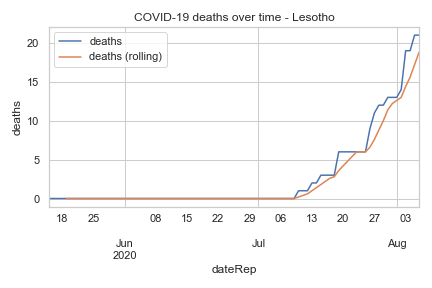 COVID-19 deaths over time - Lesotho
deaths
deaths (rolling)
20
15
10
5
0
deaths
18 25 08 15 22 29 06 13 20 27 03
Jun Jul Aug
2020
dateRep